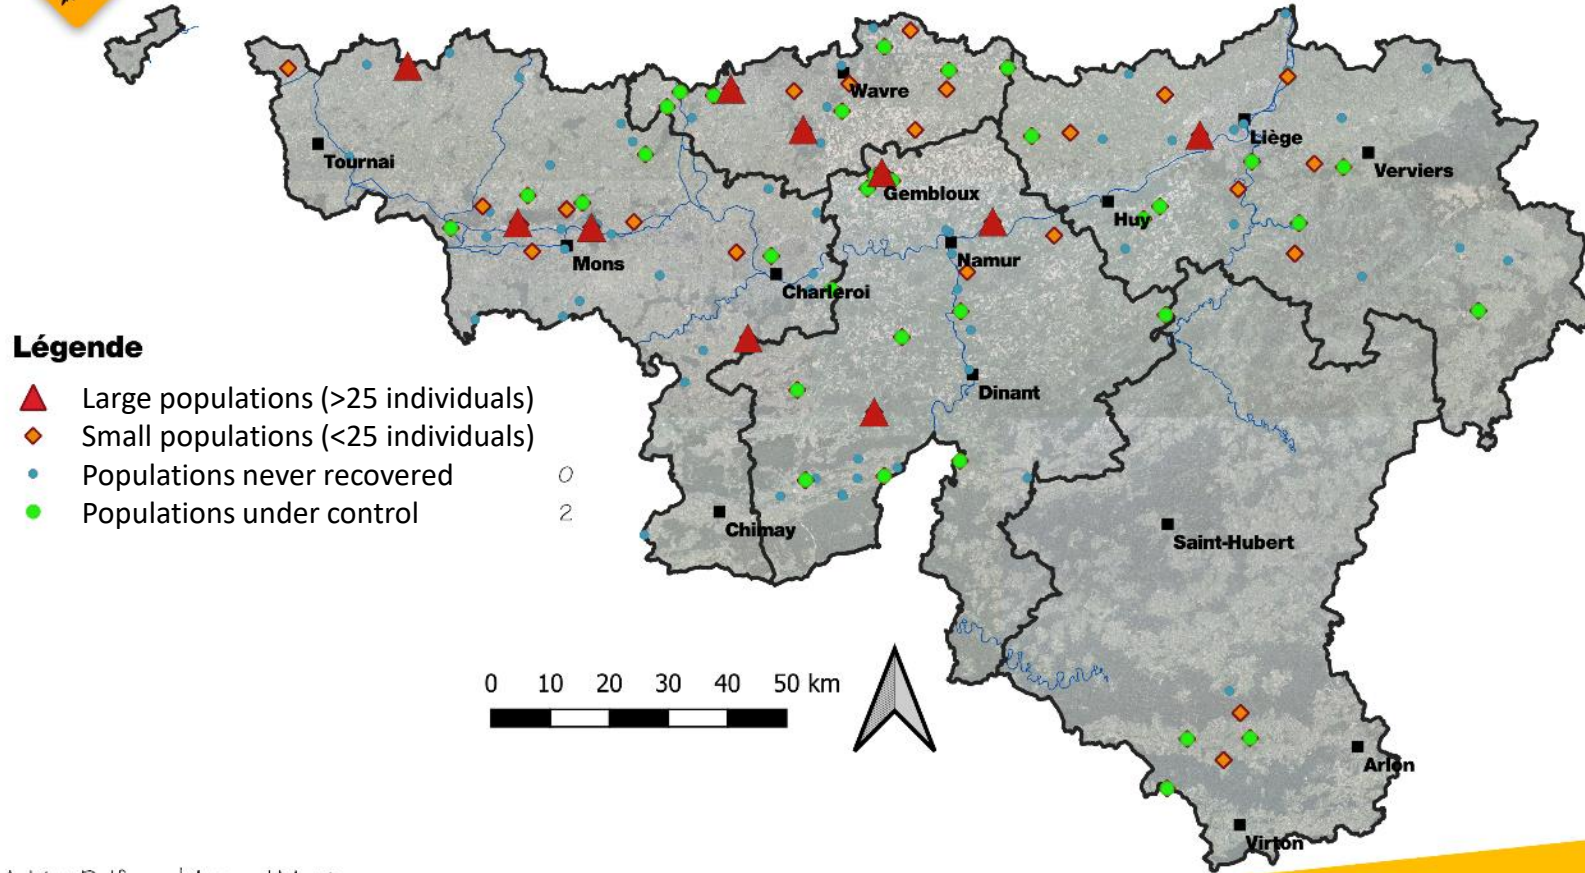 Wavre
Liège
Tournai
Verviers
Gembloux
Huy
Mons
Namur
Charleroi
Légende
Large populations (>25 individuals)
Small populations (<25 individuals)
Populations never recovered 0
Populations under control 2
Dinant
Chimay
Saint-Hubert
0 10 20 30 40 50 km
Arlon
Virton